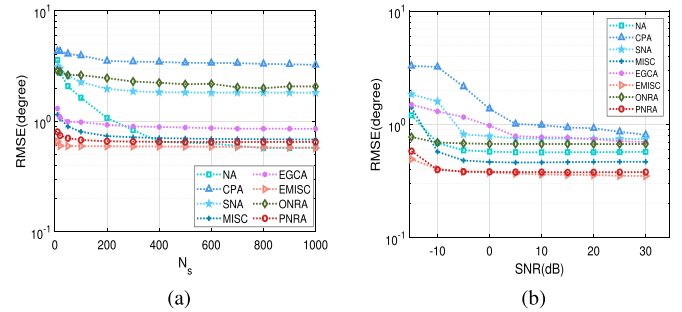 10^1
10^0
10^-1
RMSE(degree)
0 200 400 600 800 1000
N_s
NA EGCA
CPA EMISC
SNA ONRA
MISC PNRA
(a)
10^1
10^0
10^-1
RMSE(degree)
-10 0 10 20 30
SNR(dB)
NA
CPA
SNA
MISC
EGCA
EMISC
ONRA
PNRA
(b)